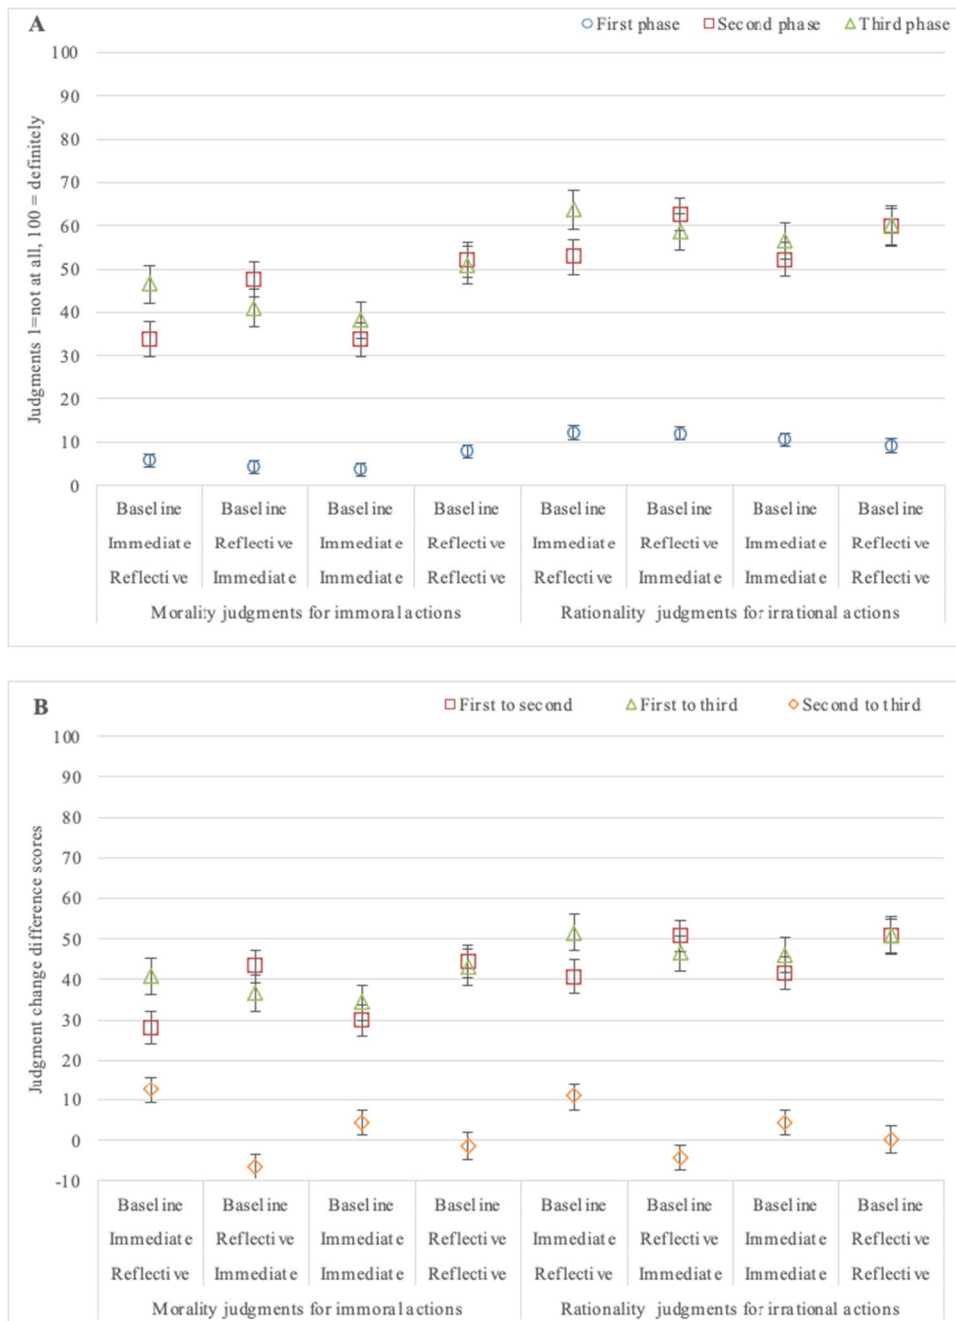 A
First phase Second phase Third phase
Judgments 1=not at all, 100 = definitely
100
90
80
70
60
50
40
30
20
10
0
Baseline Baseline Baseline Baseline Baseline Baseline Baseline Baseline
Immediate Reflective Immediate Reflective Immediate Reflective Immediate Reflective
Reflective Immediate Immediate Reflective Reflective Immediate Immediate Reflective
Morality judgments for immoral actions Rationality judgments for irrational actions
B
First to second First to third Second to third
Judgment change difference scores
100
90
80
70
60
50
40
30
20
10
0
-10
Baseline Baseline Baseline Baseline Baseline Baseline Baseline Baseline
Immediate Reflective Immediate Reflective Immediate Reflective Immediate Reflective
Reflective Immediate Immediate Reflective Reflective Immediate Immediate Reflective
Morality judgments for immoral actions Rationality judgments for irrational actions